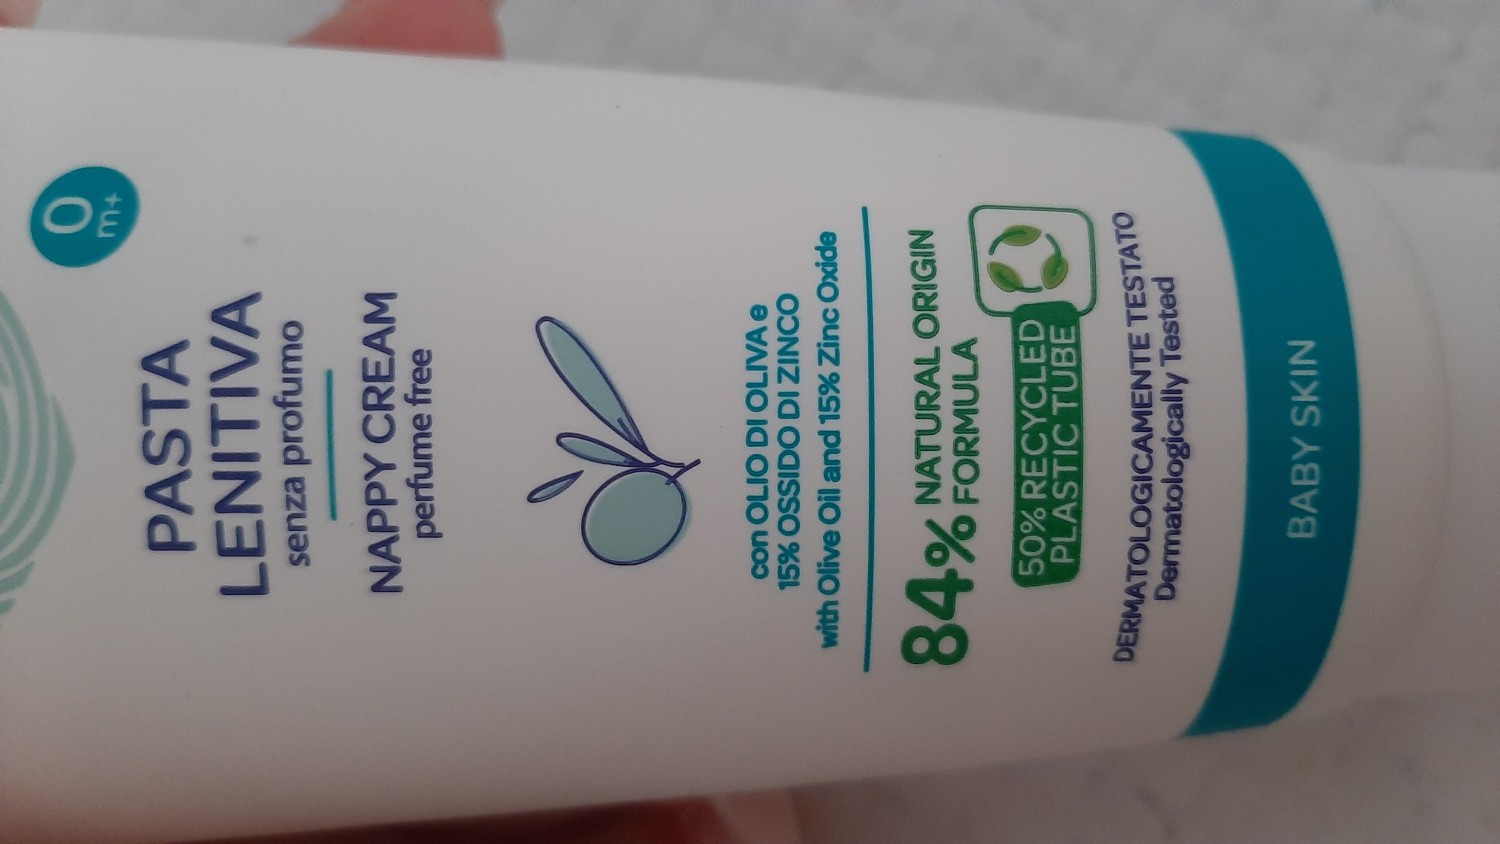 0
m+
PASTA
LENITIVA
senza profumo
NAPPY CREAM
perfume free
con OLIO DI OLIVA e
15% OSSIDO DI ZINCO
with Olive Oil and 15% Zinc Oxide
84% NATURAL ORIGIN
FORMULA
50% RECYCLED
PLASTIC TUBE
DERMATOLOGICAMENTE TESTATO
Dermatologically Tested
BABY SKIN